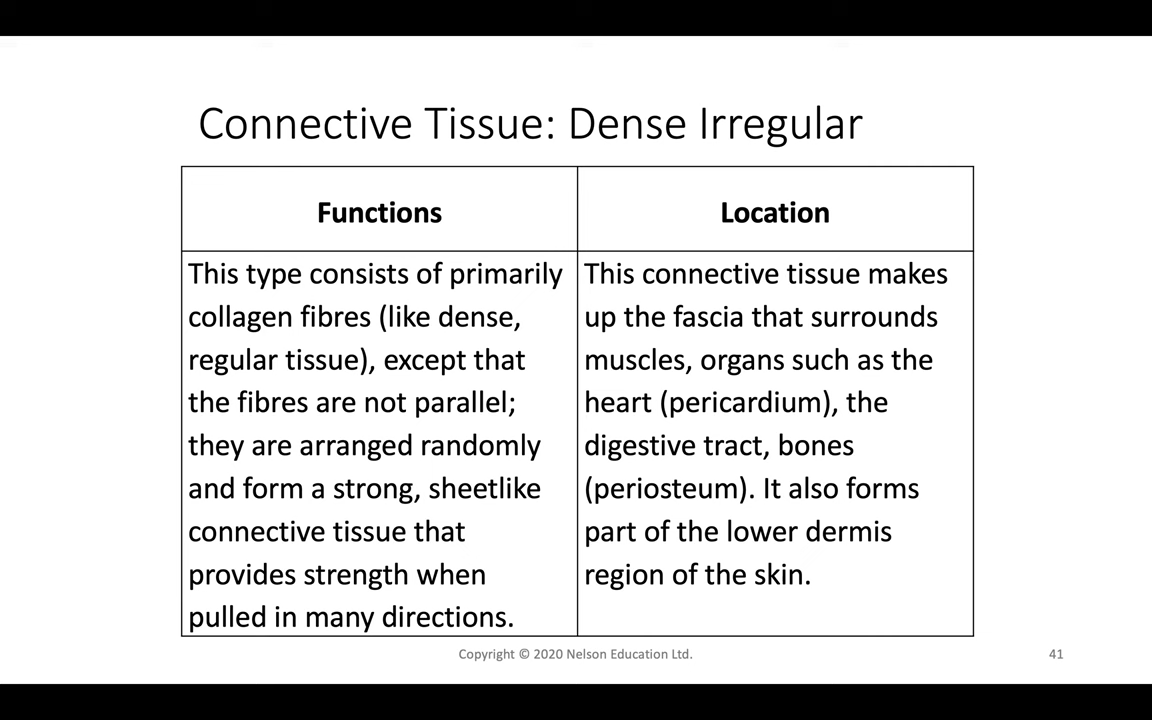 Connective Tissue: Dense Irregular
Functions
Location
This type consists of primarily
collagen fibres (like dense,
regular tissue), except that
the fibres are not parallel;
they are arranged randomly
and form a strong, sheetlike
connective tissue that
provides strength when
pulled in many directions.
This connective tissue makes
up the fascia that surrounds
muscles, organs such as the
heart (pericardium), the
digestive tract, bones
(periosteum). It also forms
part of the lower dermis
region of the skin.
Copyright © 2020 Nelson Education Ltd.
41